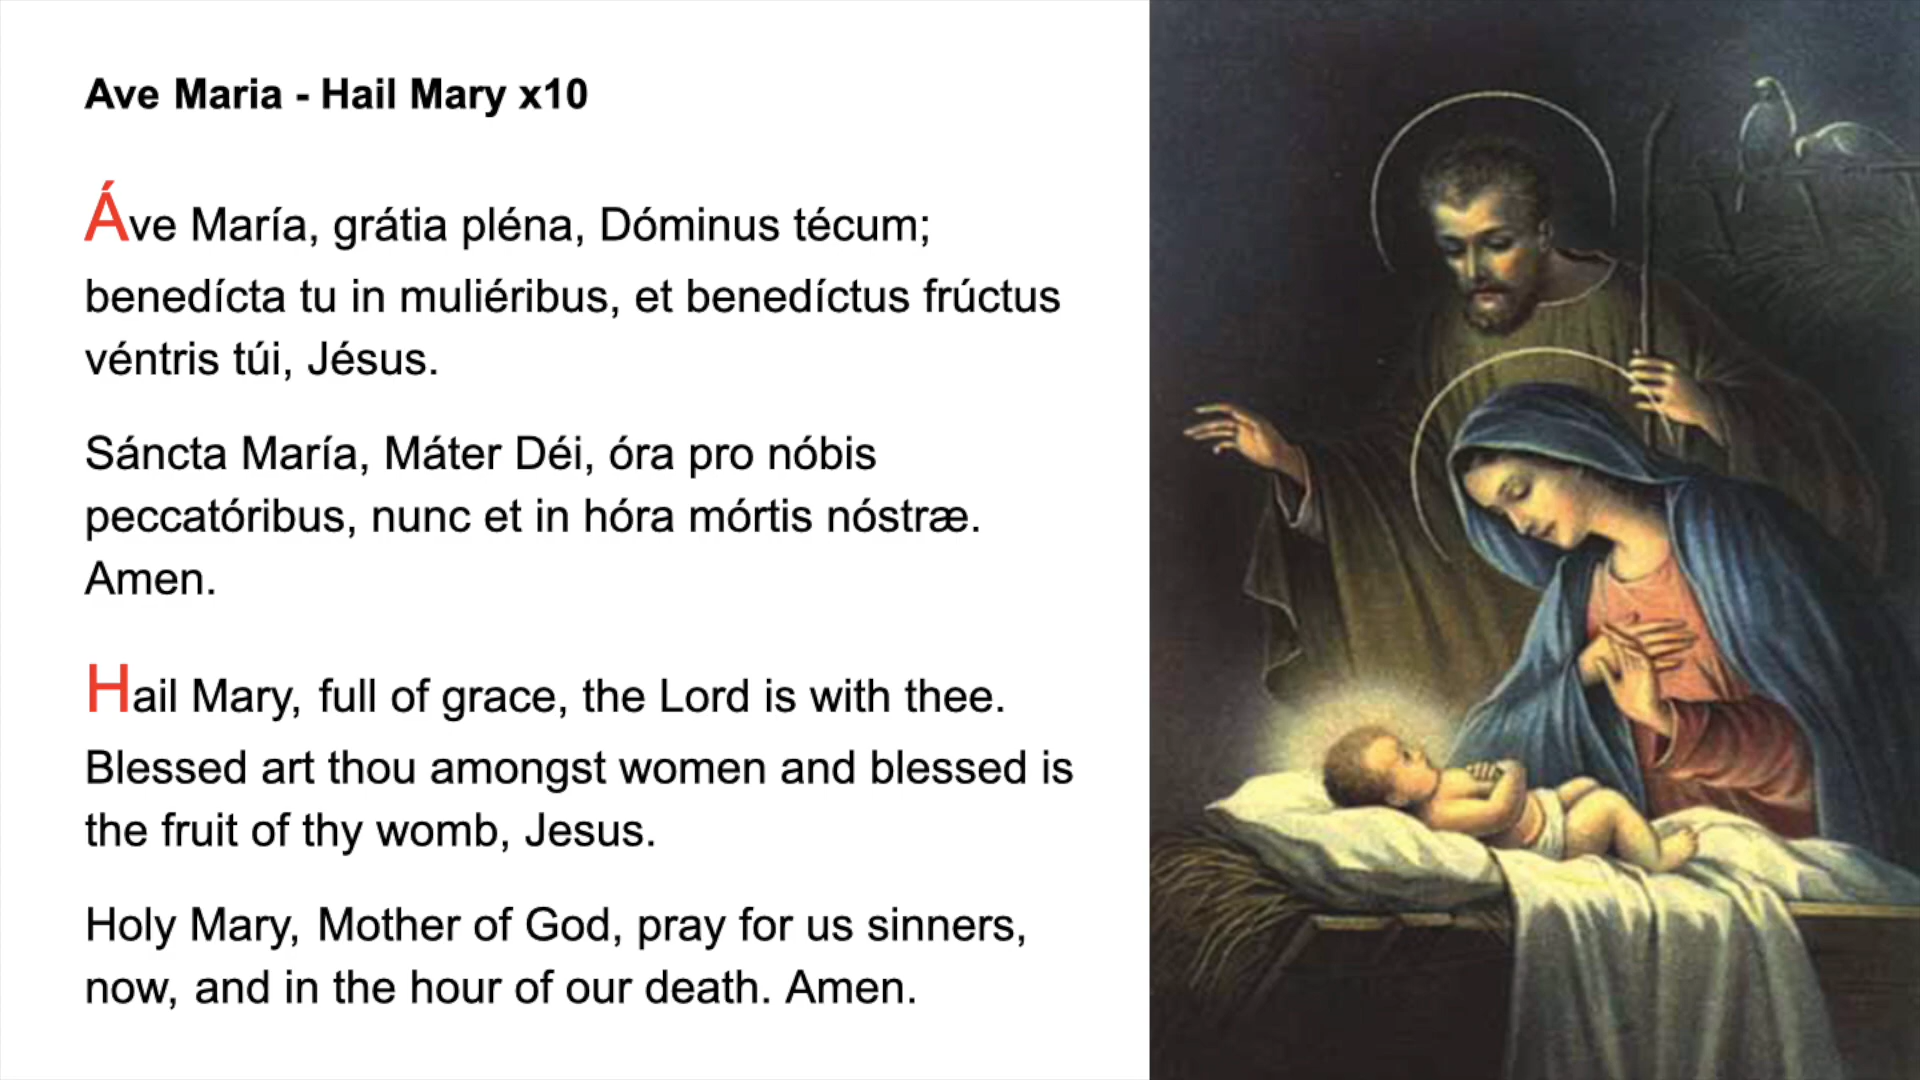 Ave Maria - Hail Mary x10
Áve María, grátia pléna, Dóminus técum;
benedícta tu in muliéribus, et benedíctus frúctus
véntris túi, Jésus.
Sáncta María, Máter Déi, óra pro nóbis
peccatóribus, nunc et in hóra mórtis nóstræ.
Amen.
Hail Mary, full of grace, the Lord is with thee.
Blessed art thou amongst women and blessed is
the fruit of thy womb, Jesus.
Holy Mary, Mother of God, pray for us sinners,
now, and in the hour of our death. Amen.